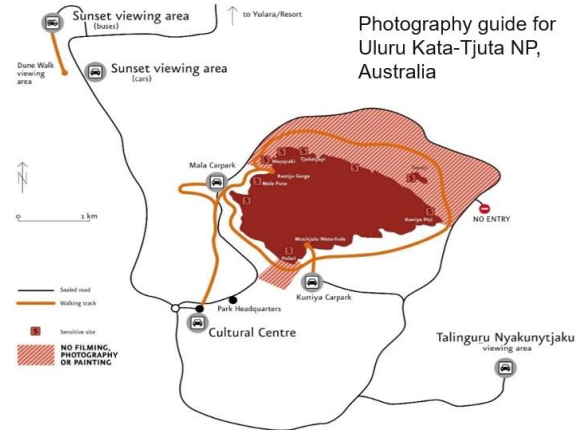 Photography guide for
Uluru Kata-Tjuta NP,
Australia
Sunset viewing area
(buses)
to Yulara/Resort
Dune Walk
viewing
area
Sunset viewing area
(cars)
Mala Carpark
Warayuki
Tjukatjapi
Kantju Gorge
Mala Puta
Taputji
Kuniya Piti
N
NO ENTRY
0
1 km
Mutitjulu Waterhole
Pulari
Sealed road
Walking track
Kuniya Carpark
Park Headquarters
S
Sensitive site
Cultural Centre
NO FILMING,
PHOTOGRAPHY
OR PAINTING
Talinguru Nyakunytjaku
viewing area